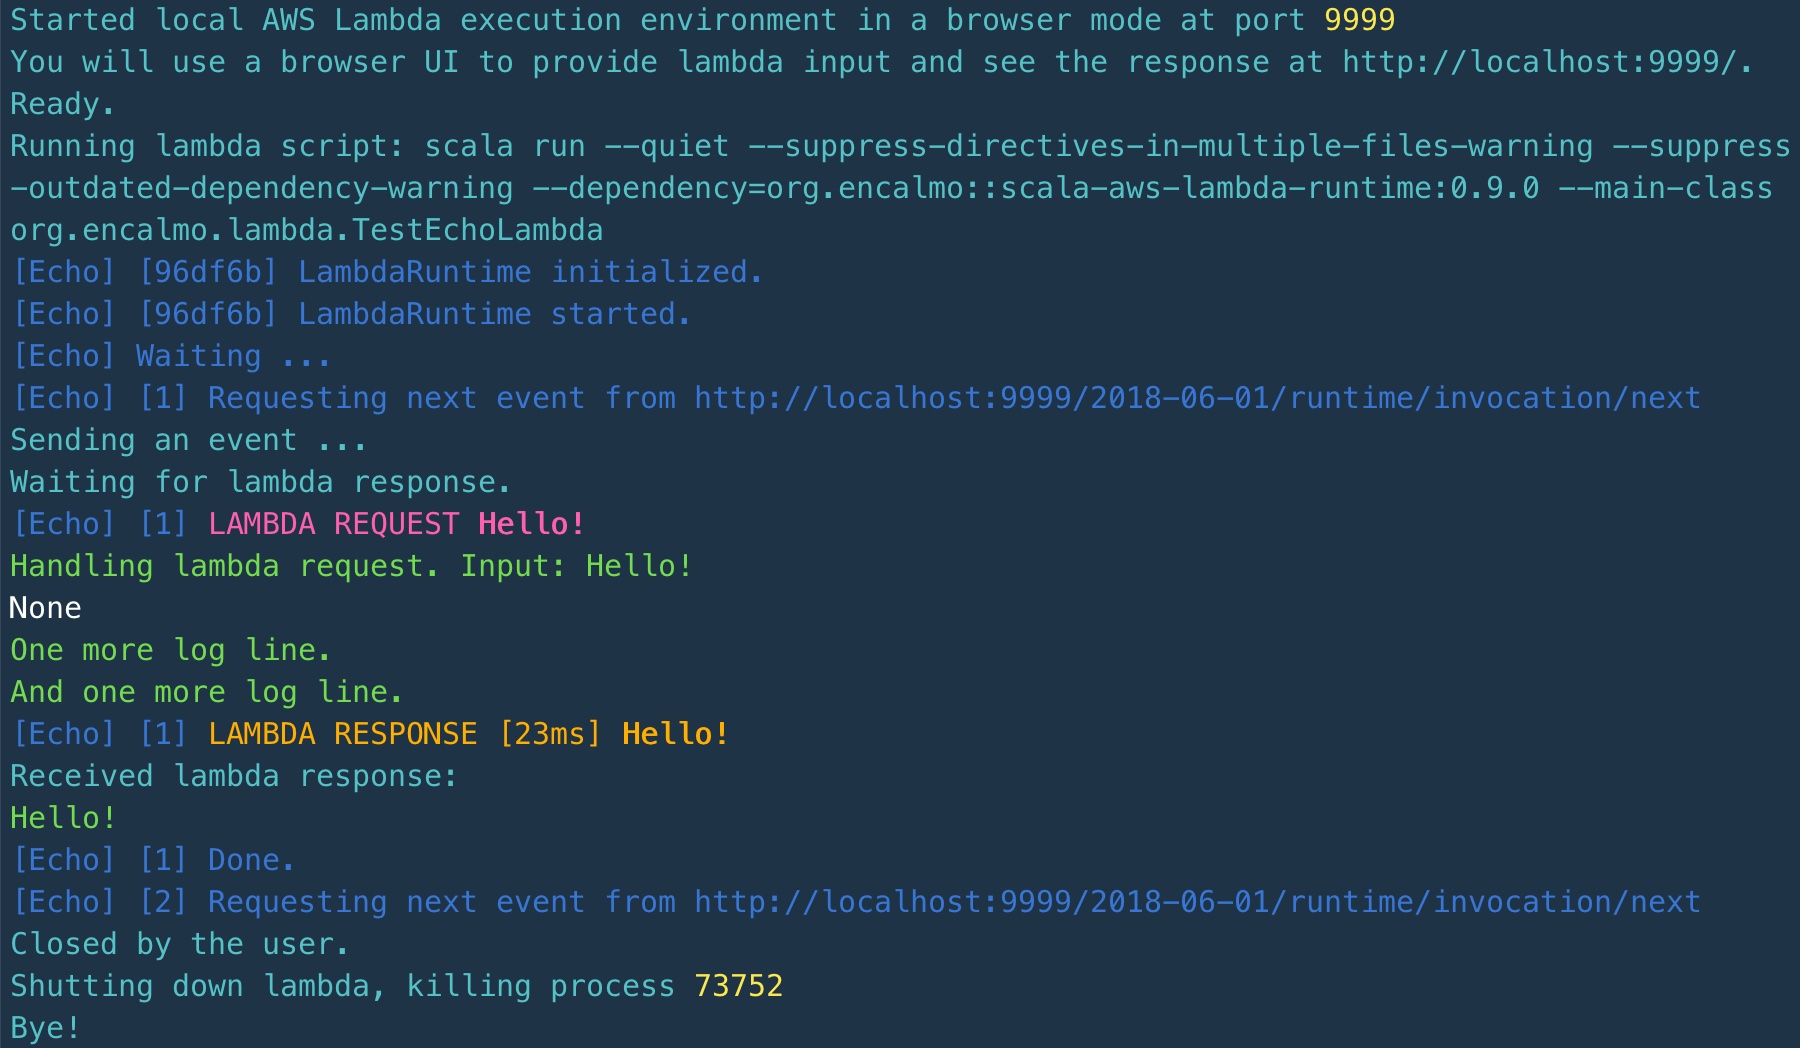 Started local AWS Lambda execution environment in a browser mode at port 9999
You will use a browser UI to provide lambda input and see the response at http://localhost:9999/.
Ready.
Running lambda script: scala run --quiet --suppress-directives-in-multiple-files-warning --suppress
-outdated-dependency-warning --dependency=org.encalmo::scala-aws-lambda-runtime:0.9.0 --main-class
org.encalmo.lambda.TestEchoLambda
[Echo] [96df6b] LambdaRuntime initialized.
[Echo] [96df6b] LambdaRuntime started.
[Echo] Waiting ...
[Echo] [1] Requesting next event from http://localhost:9999/2018-06-01/runtime/invocation/next
Sending an event ...
Waiting for lambda response.
[Echo] [1] LAMBDA REQUEST Hello!
Handling lambda request. Input: Hello!
None
One more log line.
And one more log line.
[Echo] [1] LAMBDA RESPONSE [23ms] Hello!
Received lambda response:
Hello!
[Echo] [1] Done.
[Echo] [2] Requesting next event from http://localhost:9999/2018-06-01/runtime/invocation/next
Closed by the user.
Shutting down lambda, killing process 73752
Bye!